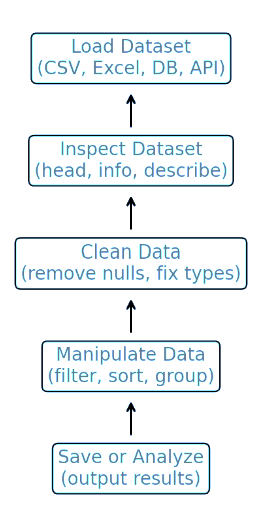 Load Dataset
(CSV, Excel, DB, API)
Inspect Dataset
(head, info, describe)
Clean Data
(remove nulls, fix types)
Manipulate Data
(filter, sort, group)
Save or Analyze
(output results)